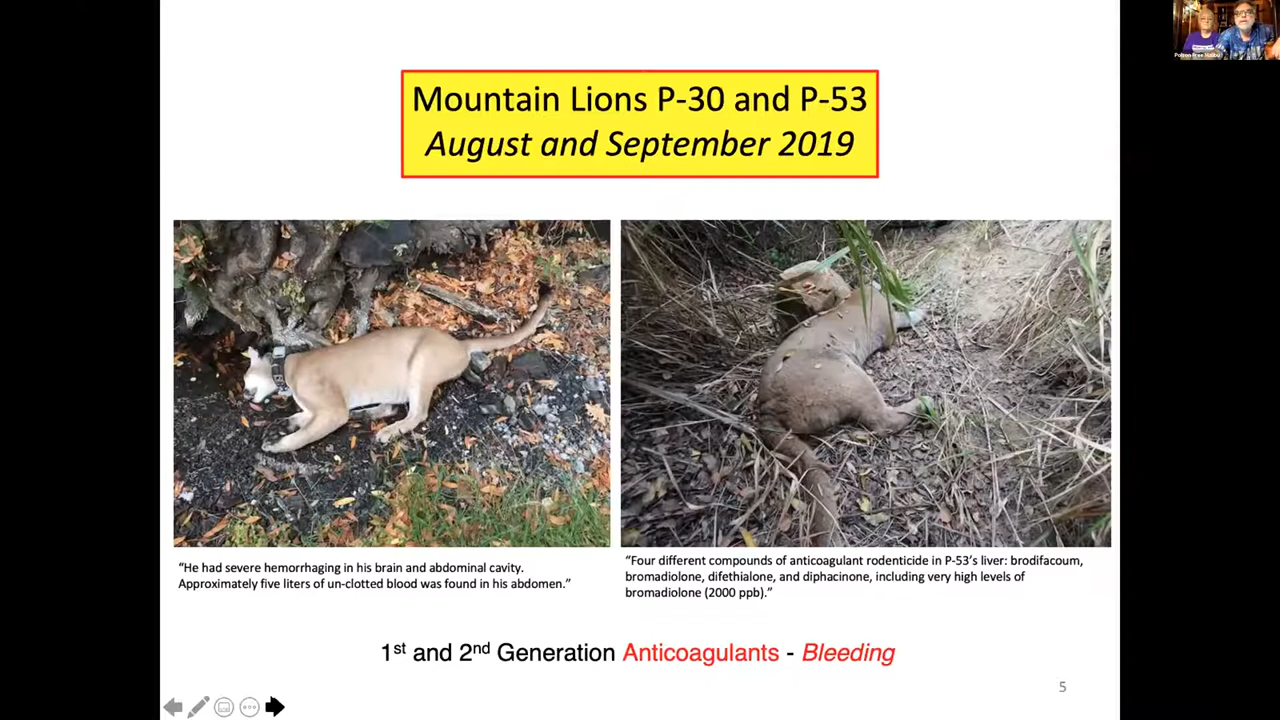 Poison Free Malibu
Mountain Lions P-30 and P-53
August and September 2019
“He had severe hemorrhaging in his brain and abdominal cavity.
Approximately five liters of un-clotted blood was found in his abdomen.”
“Four different compounds of anticoagulant rodenticide in P-53’s liver: brodifacoum,
bromadiolone, difethialone, and diphacinone, including very high levels of
bromadiolone (2000 ppb).”
1st and 2nd Generation Anticoagulants - Bleeding
5